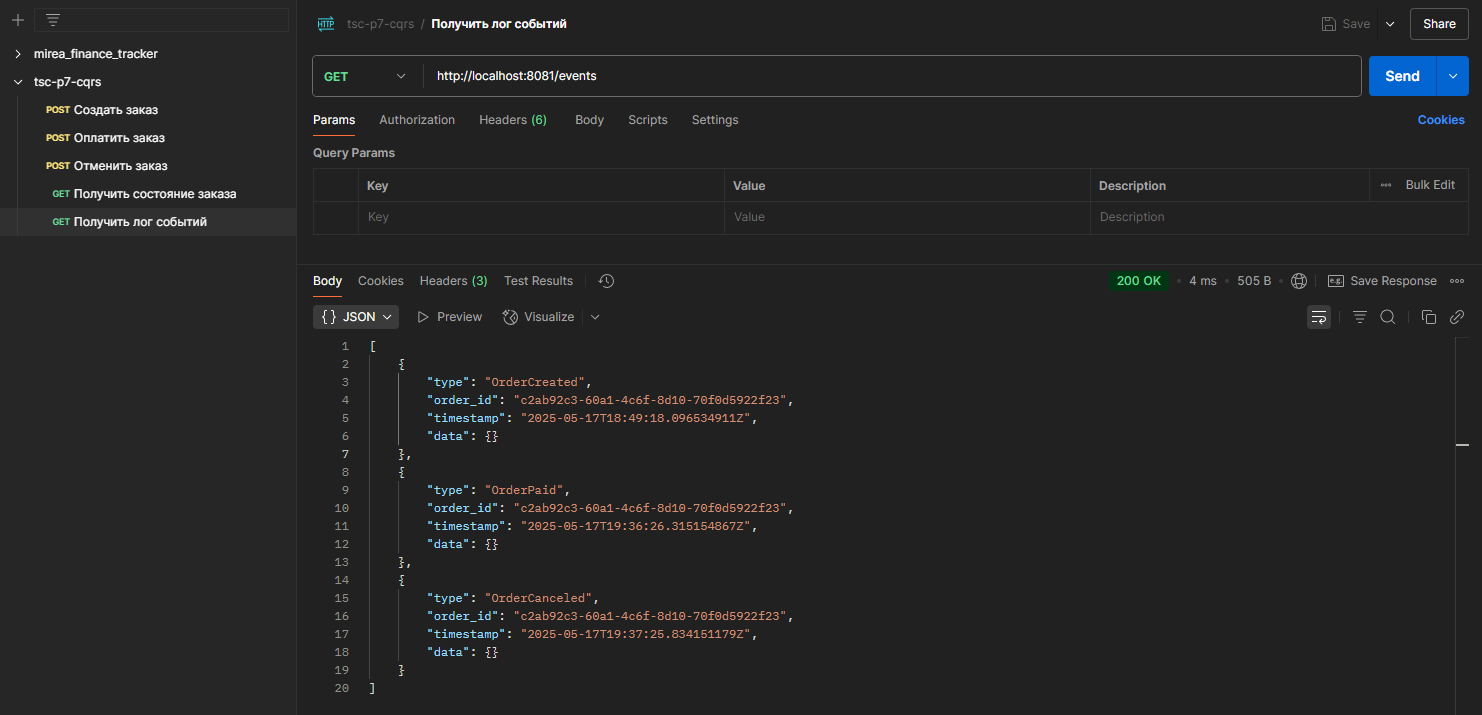 mirea_finance_tracker
tsc-p7-cqrs
POST Создать заказ
POST Оплатить заказ
POST Отменить заказ
GET Получить состояние заказа
GET Получить лог событий
HTTP tsc-p7-cqrs / Получить лог событий Save Share
GET http://localhost:8081/events Send
Params Authorization Headers (6) Body Scripts Settings Cookies
Query Params
Key Value Description Bulk Edit
Key Value Description
Body Cookies Headers (3) Test Results 200 OK • 4 ms • 505 B • e.g. Save Response
{} JSON Preview Visualize
1 [
2 {
3 "type": "OrderCreated",
4 "order_id": "c2ab92c3-60a1-4c6f-8d10-70f0d5922f23",
5 "timestamp": "2025-05-17T18:49:18.096534911Z",
6 "data": {}
7 },
8 {
9 "type": "OrderPaid",
10 "order_id": "c2ab92c3-60a1-4c6f-8d10-70f0d5922f23",
11 "timestamp": "2025-05-17T19:36:26.315154867Z",
12 "data": {}
13 },
14 {
15 "type": "OrderCanceled",
16 "order_id": "c2ab92c3-60a1-4c6f-8d10-70f0d5922f23",
17 "timestamp": "2025-05-17T19:37:25.834151179Z",
18 "data": {}
19 }
20 ]